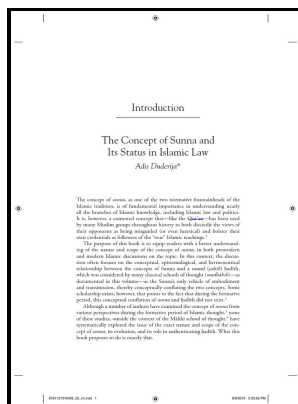 Introduction
The Concept of Sunna and
Its Status in Islamic Law
Adis Duderija*
The concept of sunna, as one of the two normative fountainheads of the
Islamic tradition, is of fundamental importance in understanding nearly
all the branches of Islamic knowledge, including Islamic law and politics.
It is, however, a contested concept that—like the Qur'an—has been used
by many Muslim groups throughout history to both discredit the views of
their opponents as being misguided (or even heretical) and bolster their
own credentials as followers of the "true" Islamic teachings.¹
The purpose of this book is to equip readers with a better understand-
ing of the nature and scope of the concept of sunna, in both premodern
and modern Islamic discussions on the topic. In this context, the discus-
sion often focuses on the conceptual, epistemological, and hermeneutical
relationship between the concepts of Sunna and a sound (sahih) hadith,
which was considered by many classical schools of thought (madhahib)—as
documented in this volume—as the Sunna's only vehicle of embodiment
and transmission, thereby conceptually conflating the two concepts. Some
scholarship exists, however, that points to the fact that during the formative
period, this conceptual conflation of sunna and hadith did not exist.²
Although a number of authors have examined the concept of sunna from
various perspectives during the formative period of Islamic thought,³ none
of these studies, outside the context of the Mālikī school of thought,⁴ have
systematically explored the issue of the exact nature and scope of the con-
cept of sunna, its evolution, and its role in authenticating hadith. What this
book proposes to do is exactly that.